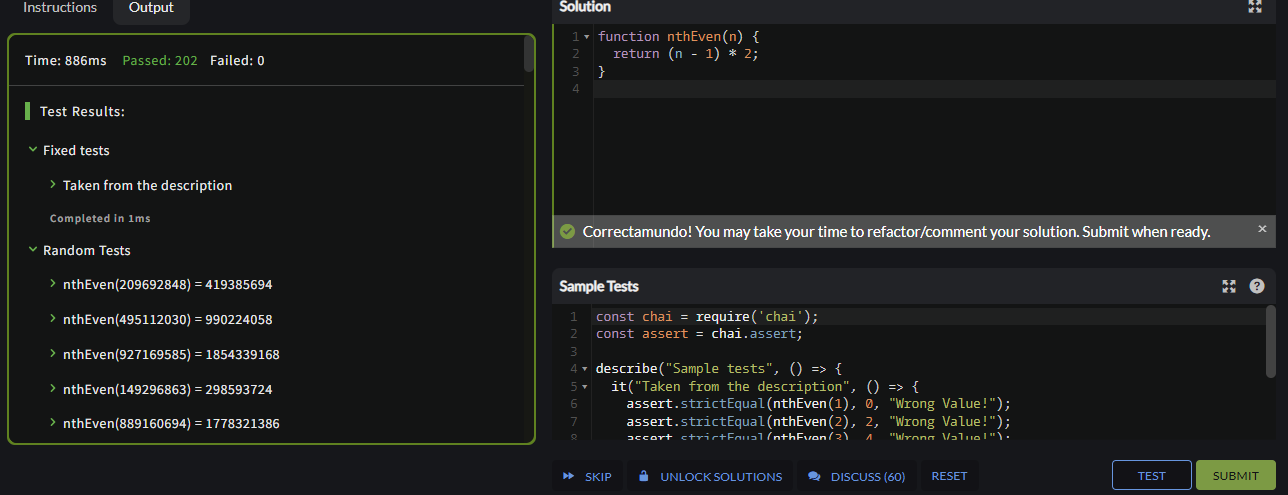 Instructions
Output
Time: 886ms Passed: 202 Failed: 0
Test Results:
Fixed tests
Taken from the description
Completed in 1ms
Random Tests
nthEven(209692848) = 419385694
nthEven(495112030) = 990224058
nthEven(927169585) = 1854339168
nthEven(149296863) = 298593724
nthEven(889160694) = 1778321386
Solution
1 function nthEven(n) {
2 return (n - 1) * 2;
3 }
4
Correctamundo! You may take your time to refactor/comment your solution. Submit when ready. ×
Sample Tests ?
1 const chai = require('chai');
2 const assert = chai.assert;
3
4 describe("Sample tests", () => {
5 it("Taken from the description", () => {
6 assert.strictEqual(nthEven(1), 0, "Wrong Value!");
7 assert.strictEqual(nthEven(2), 2, "Wrong Value!");
8 assert.strictEqual(nthEven(3), 4, "Wrong Value!");
SKIP UNLOCK SOLUTIONS DISCUSS (60) RESET TEST SUBMIT